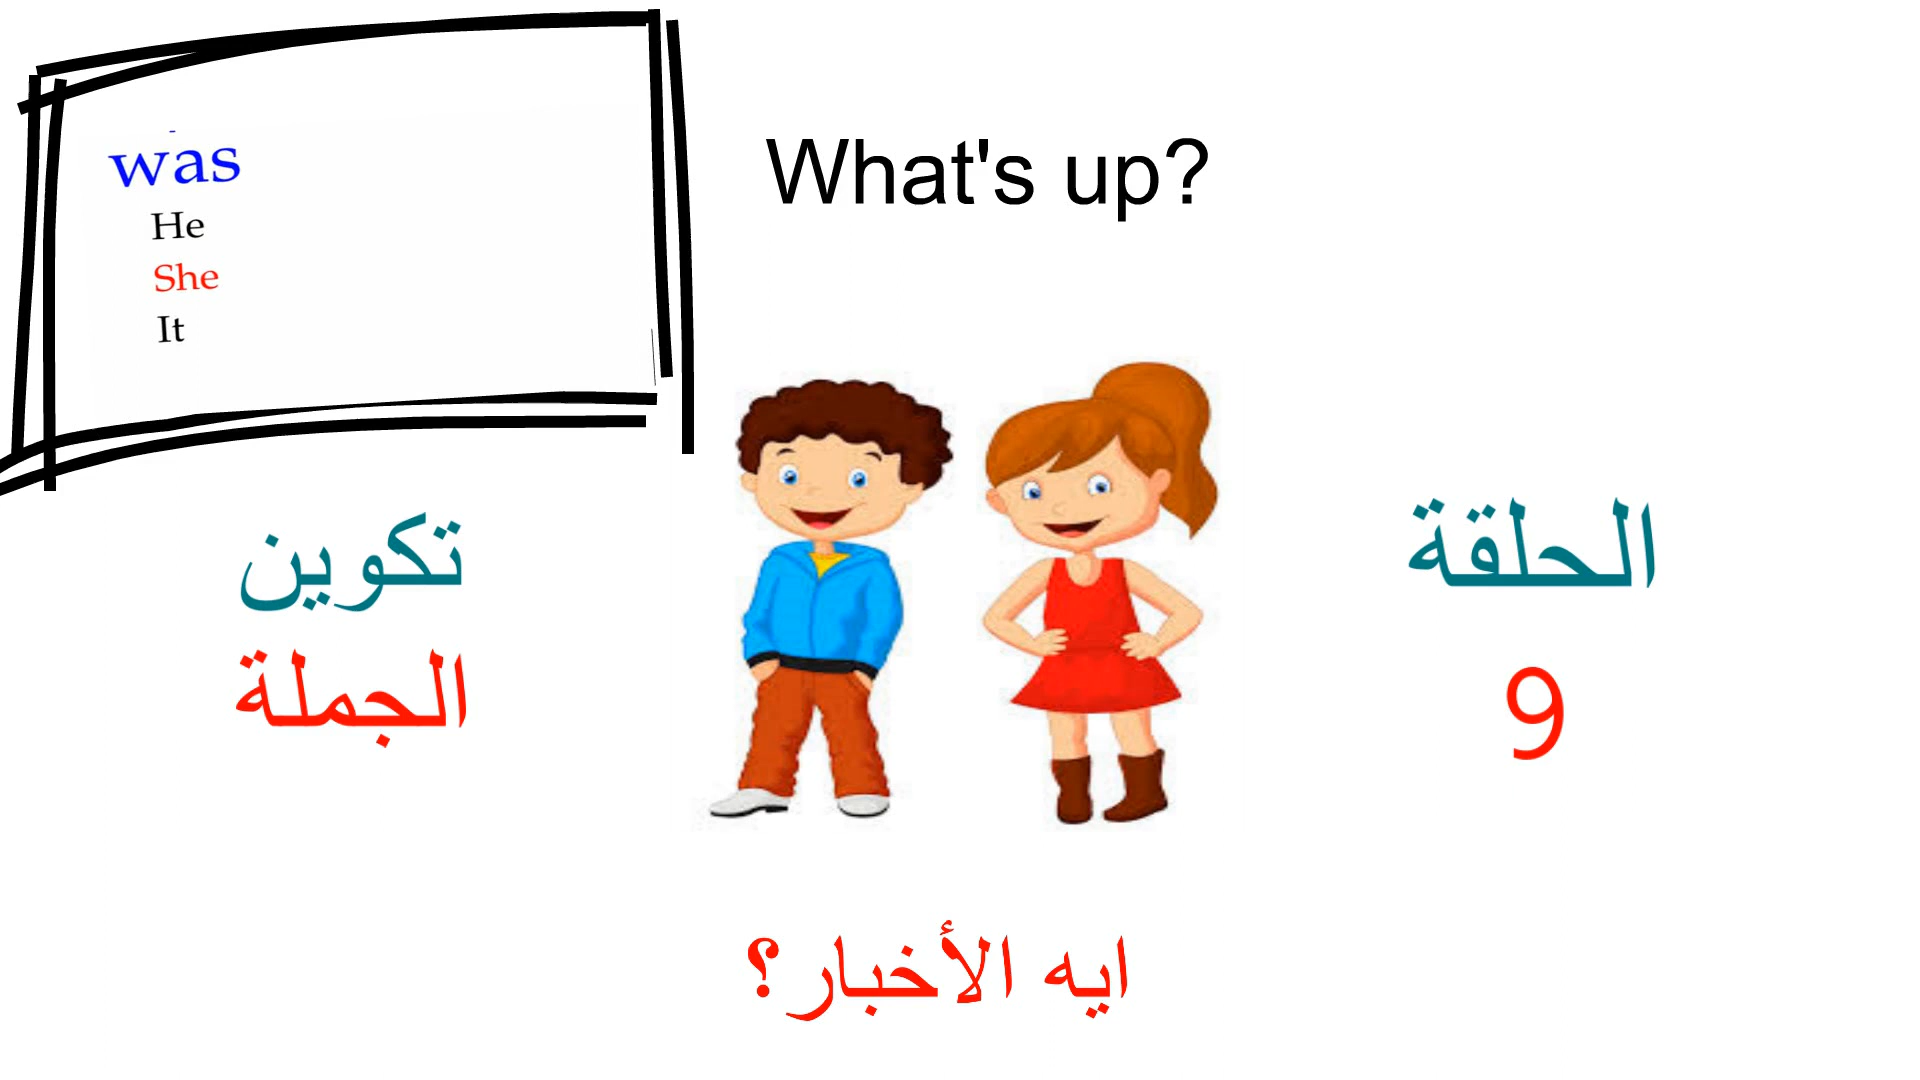 was
He
She
It
What's up?
تكوين
الجملة
الحلقة
9
ايه الأخبار؟